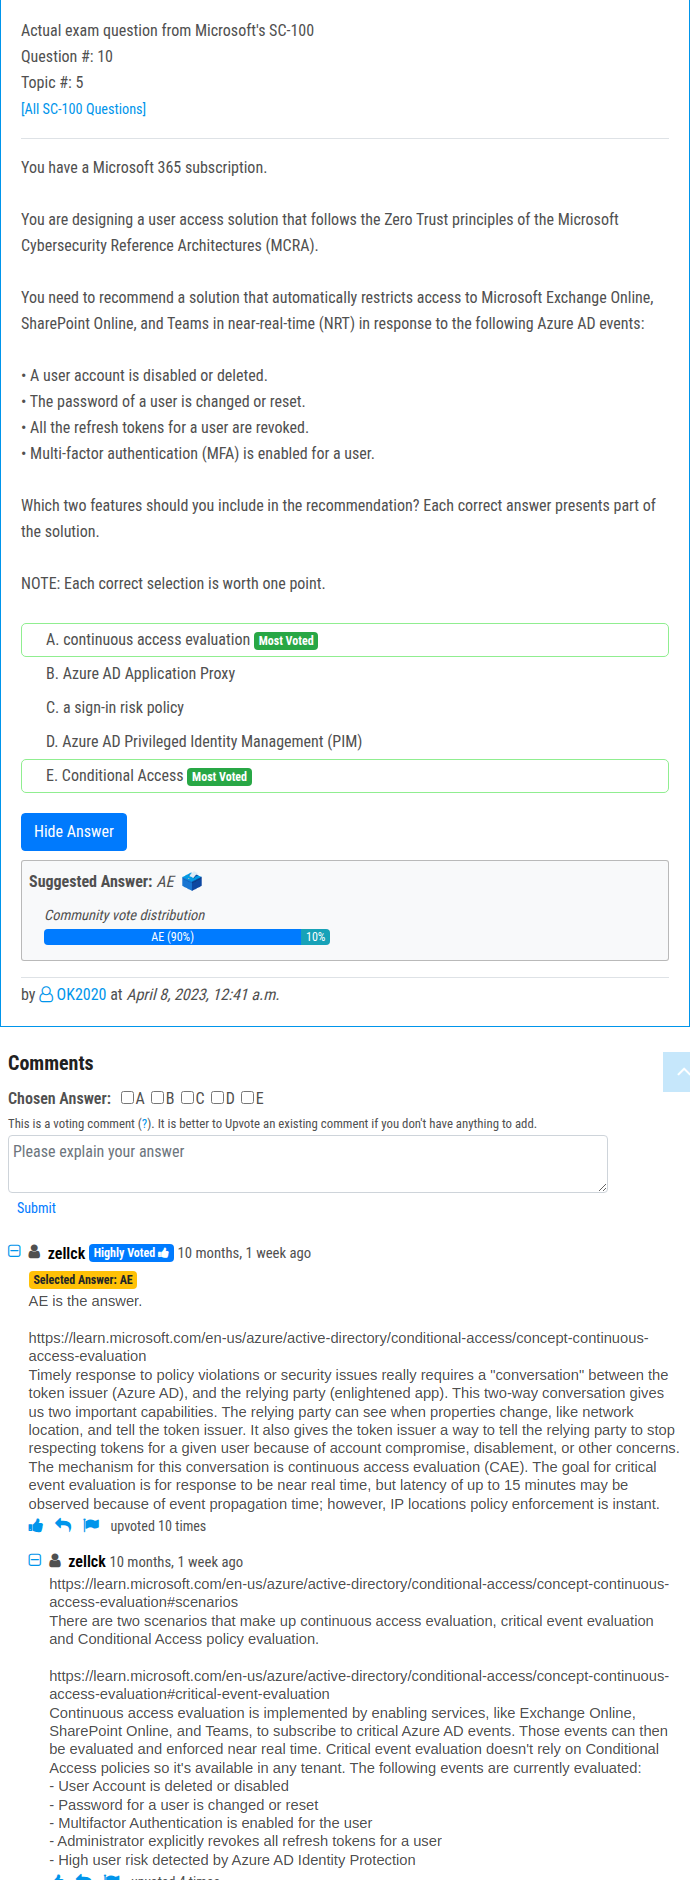 Actual exam question from Microsoft's SC-100
Question #: 10
Topic #: 5
[All SC-100 Questions]
You have a Microsoft 365 subscription.
You are designing a user access solution that follows the Zero Trust principles of the Microsoft
Cybersecurity Reference Architectures (MCRA).
You need to recommend a solution that automatically restricts access to Microsoft Exchange Online,
SharePoint Online, and Teams in near-real-time (NRT) in response to the following Azure AD events:
• A user account is disabled or deleted.
• The password of a user is changed or reset.
• All the refresh tokens for a user are revoked.
• Multi-factor authentication (MFA) is enabled for a user.
Which two features should you include in the recommendation? Each correct answer presents part of
the solution.
NOTE: Each correct selection is worth one point.
A. continuous access evaluation Most Voted
B. Azure AD Application Proxy
C. a sign-in risk policy
D. Azure AD Privileged Identity Management (PIM)
E. Conditional Access Most Voted
Hide Answer
Suggested Answer: AE
Community vote distribution
AE (90%) 10%
by OK2020 at April 8, 2023, 12:41 a.m.
Comments
Chosen Answer: A B C D E
This is a voting comment (?). It is better to Upvote an existing comment if you don't have anything to add.
Please explain your answer
Submit
zellck Highly Voted 10 months, 1 week ago
Selected Answer: AE
AE is the answer.
https://learn.microsoft.com/en-us/azure/active-directory/conditional-access/concept-continuous-
access-evaluation
Timely response to policy violations or security issues really requires a "conversation" between the
token issuer (Azure AD), and the relying party (enlightened app). This two-way conversation gives
us two important capabilities. The relying party can see when properties change, like network
location, and tell the token issuer. It also gives the token issuer a way to tell the relying party to stop
respecting tokens for a given user because of account compromise, disablement, or other concerns.
The mechanism for this conversation is continuous access evaluation (CAE). The goal for critical
event evaluation is for response to be near real time, but latency of up to 15 minutes may be
observed because of event propagation time; however, IP locations policy enforcement is instant.
upvoted 10 times
zellck 10 months, 1 week ago
https://learn.microsoft.com/en-us/azure/active-directory/conditional-access/concept-continuous-
access-evaluation#scenarios
There are two scenarios that make up continuous access evaluation, critical event evaluation
and Conditional Access policy evaluation.
https://learn.microsoft.com/en-us/azure/active-directory/conditional-access/concept-continuous-
access-evaluation#critical-event-evaluation
Continuous access evaluation is implemented by enabling services, like Exchange Online,
SharePoint Online, and Teams, to subscribe to critical Azure AD events. Those events can then
be evaluated and enforced near real time. Critical event evaluation doesn't rely on Conditional
Access policies so it's available in any tenant. The following events are currently evaluated:
- User Account is deleted or disabled
- Password for a user is changed or reset
- Multifactor Authentication is enabled for the user
- Administrator explicitly revokes all refresh tokens for a user
- High user risk detected by Azure AD Identity Protection
upvoted 4 times